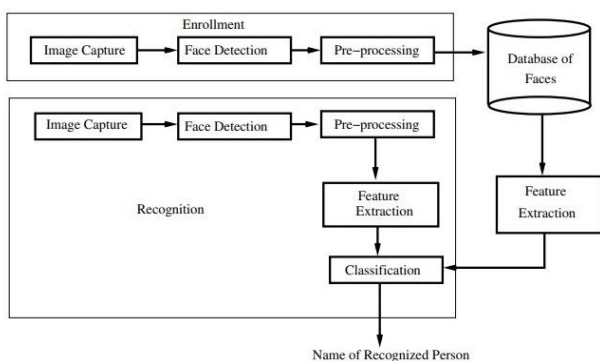 Enrollment
Image Capture
Face Detection
Pre-processing
Database of
Faces
Image Capture
Face Detection
Pre-processing
Feature
Extraction
Recognition
Feature
Extraction
Classification
Name of Recognized Person